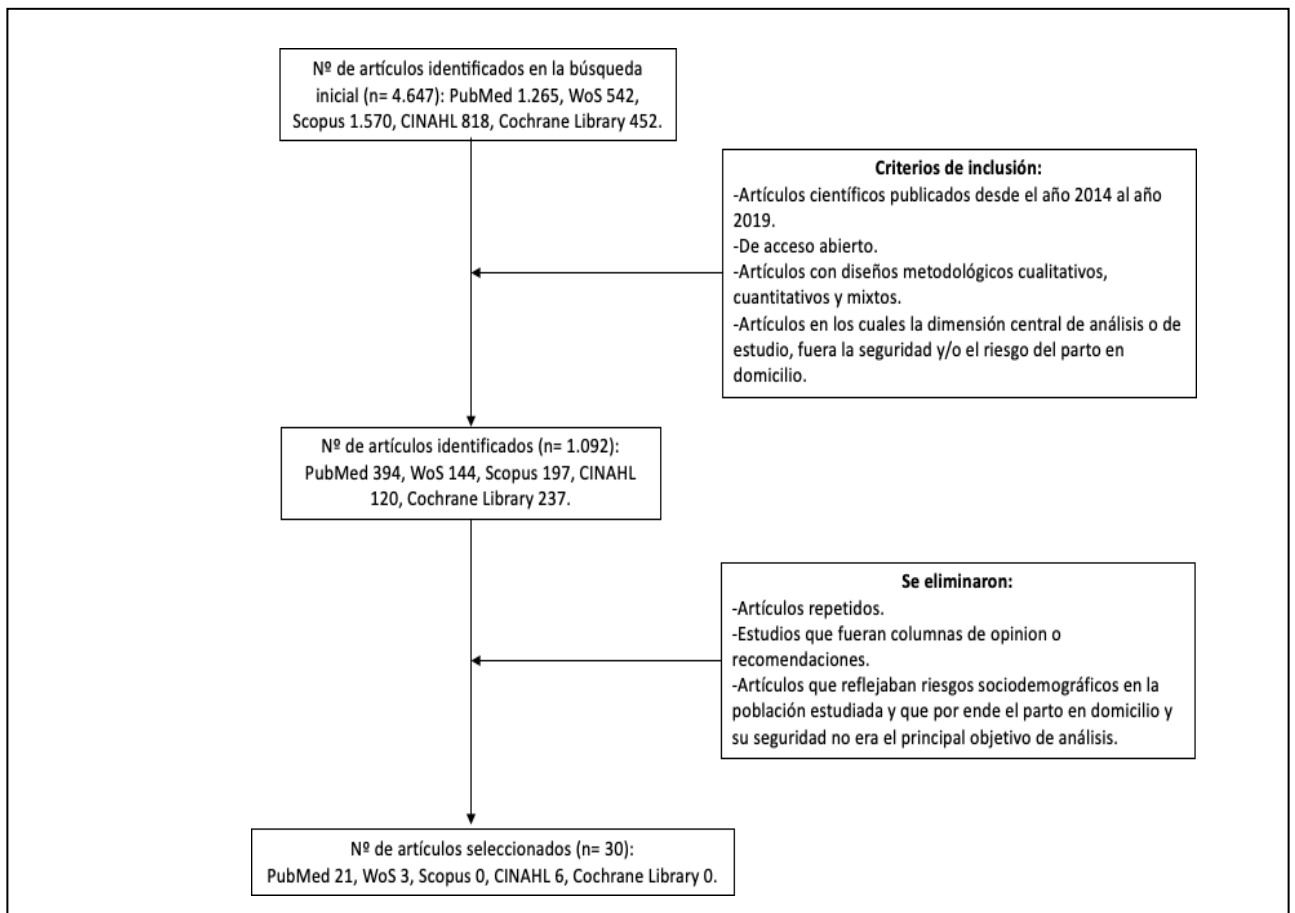 Nº de artículos identificados en la búsqueda
inicial (n= 4.647): PubMed 1.265, WoS 542,
Scopus 1.570, CINAHL 818, Cochrane Library 452.
Criterios de inclusión:
-Artículos científicos publicados desde el año 2014 al año
2019.
-De acceso abierto.
-Artículos con diseños metodológicos cualitativos,
cuantitativos y mixtos.
-Artículos en los cuales la dimensión central de análisis o de
estudio, fuera la seguridad y/o el riesgo del parto en
domicilio.
Nº de artículos identificados (n= 1.092):
PubMed 394, WoS 144, Scopus 197, CINAHL
120, Cochrane Library 237.
Se eliminaron:
-Artículos repetidos.
-Estudios que fueran columnas de opinion o
recomendaciones.
-Artículos que reflejaban riesgos sociodemográficos en la
población estudiada y que por ende el parto en domicilio y
su seguridad no era el principal objetivo de análisis.
Nº de artículos seleccionados (n= 30):
PubMed 21, WoS 3, Scopus 0, CINAHL 6, Cochrane Library 0.